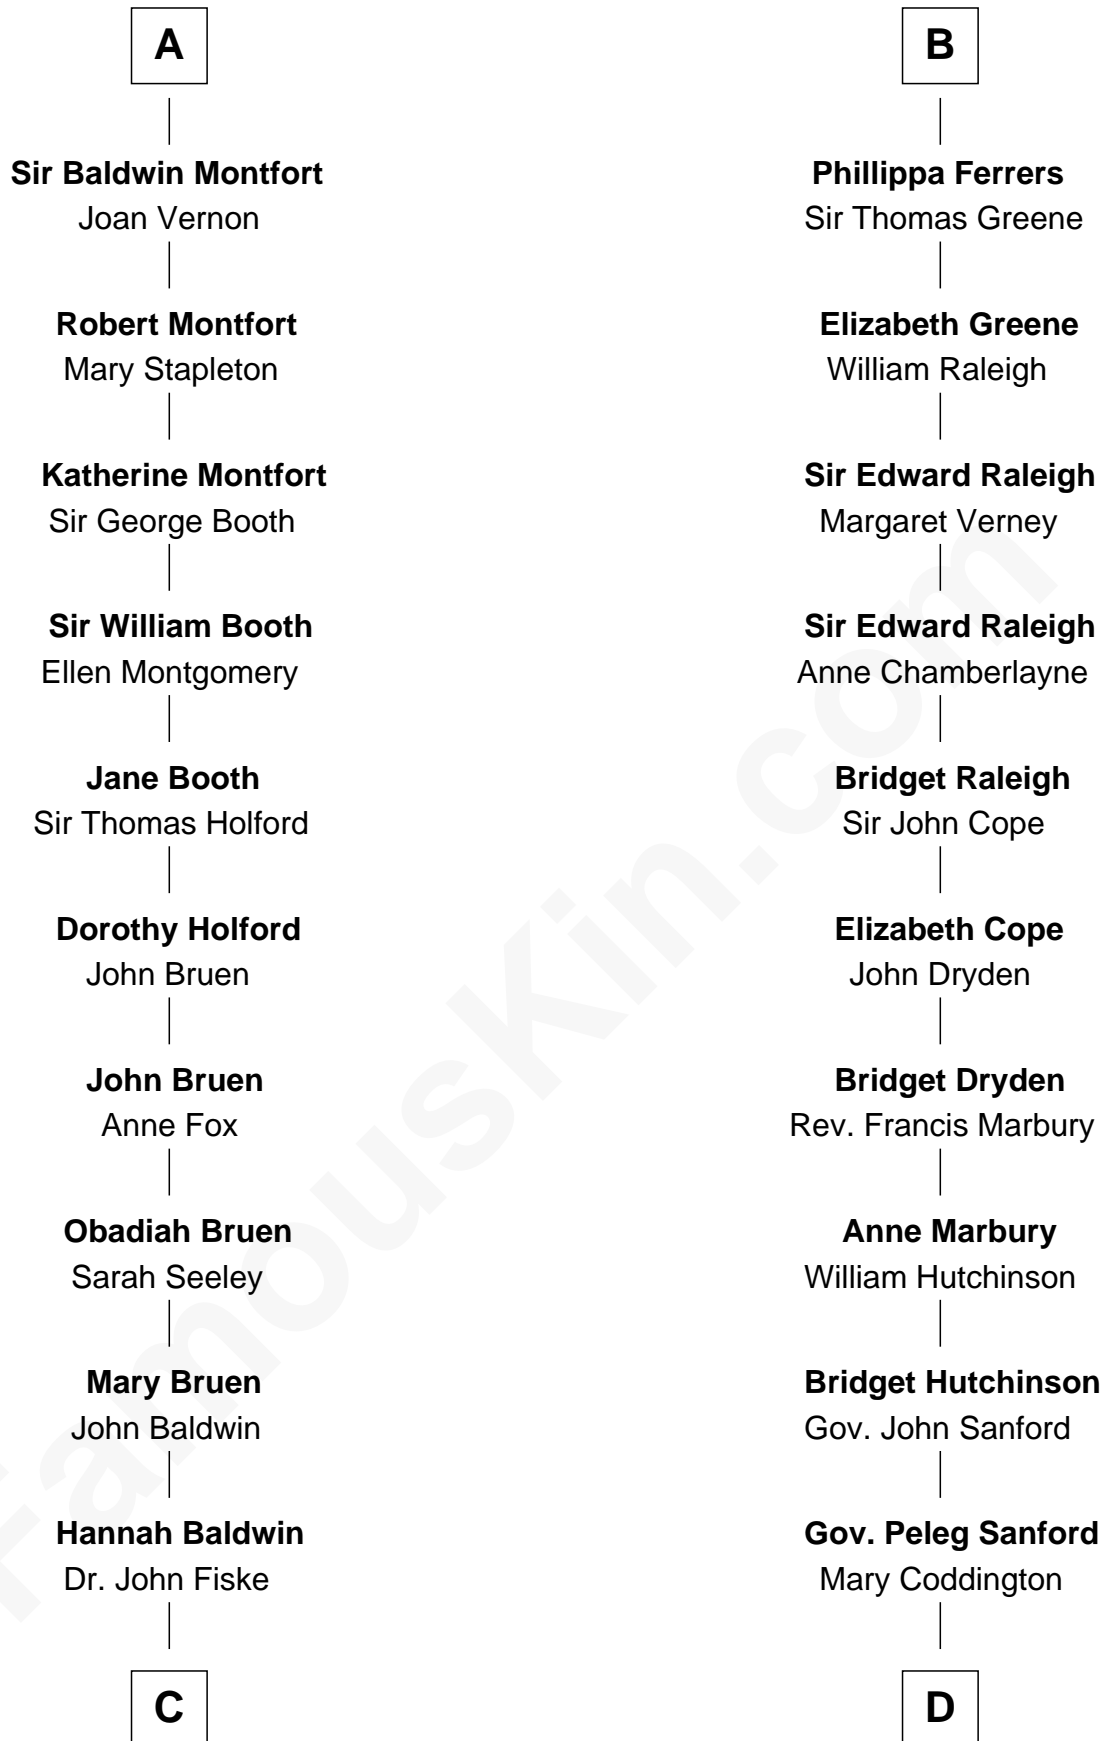 A
Sir Baldwin Montfort
Joan Vernon
Robert Montfort
Mary Stapleton
Katherine Montfort
Sir George Booth
Sir William Booth
Ellen Montgomery
Jane Booth
Sir Thomas Holford
Dorothy Holford
John Bruen
John Bruen
Anne Fox
Obadiah Bruen
Sarah Seeley
Mary Bruen
John Baldwin
Hannah Baldwin
Dr. John Fiske
C
B
Phillippa Ferrers
Sir Thomas Greene
Elizabeth Greene
William Raleigh
Sir Edward Raleigh
Margaret Verney
Sir Edward Raleigh
Anne Chamberlayne
Bridget Raleigh
Sir John Cope
Elizabeth Cope
John Dryden
Bridget Dryden
Rev. Francis Marbury
Anne Marbury
William Hutchinson
Bridget Hutchinson
Gov. John Sanford
Gov. Peleg Sanford
Mary Coddington
D
FamousKin.com